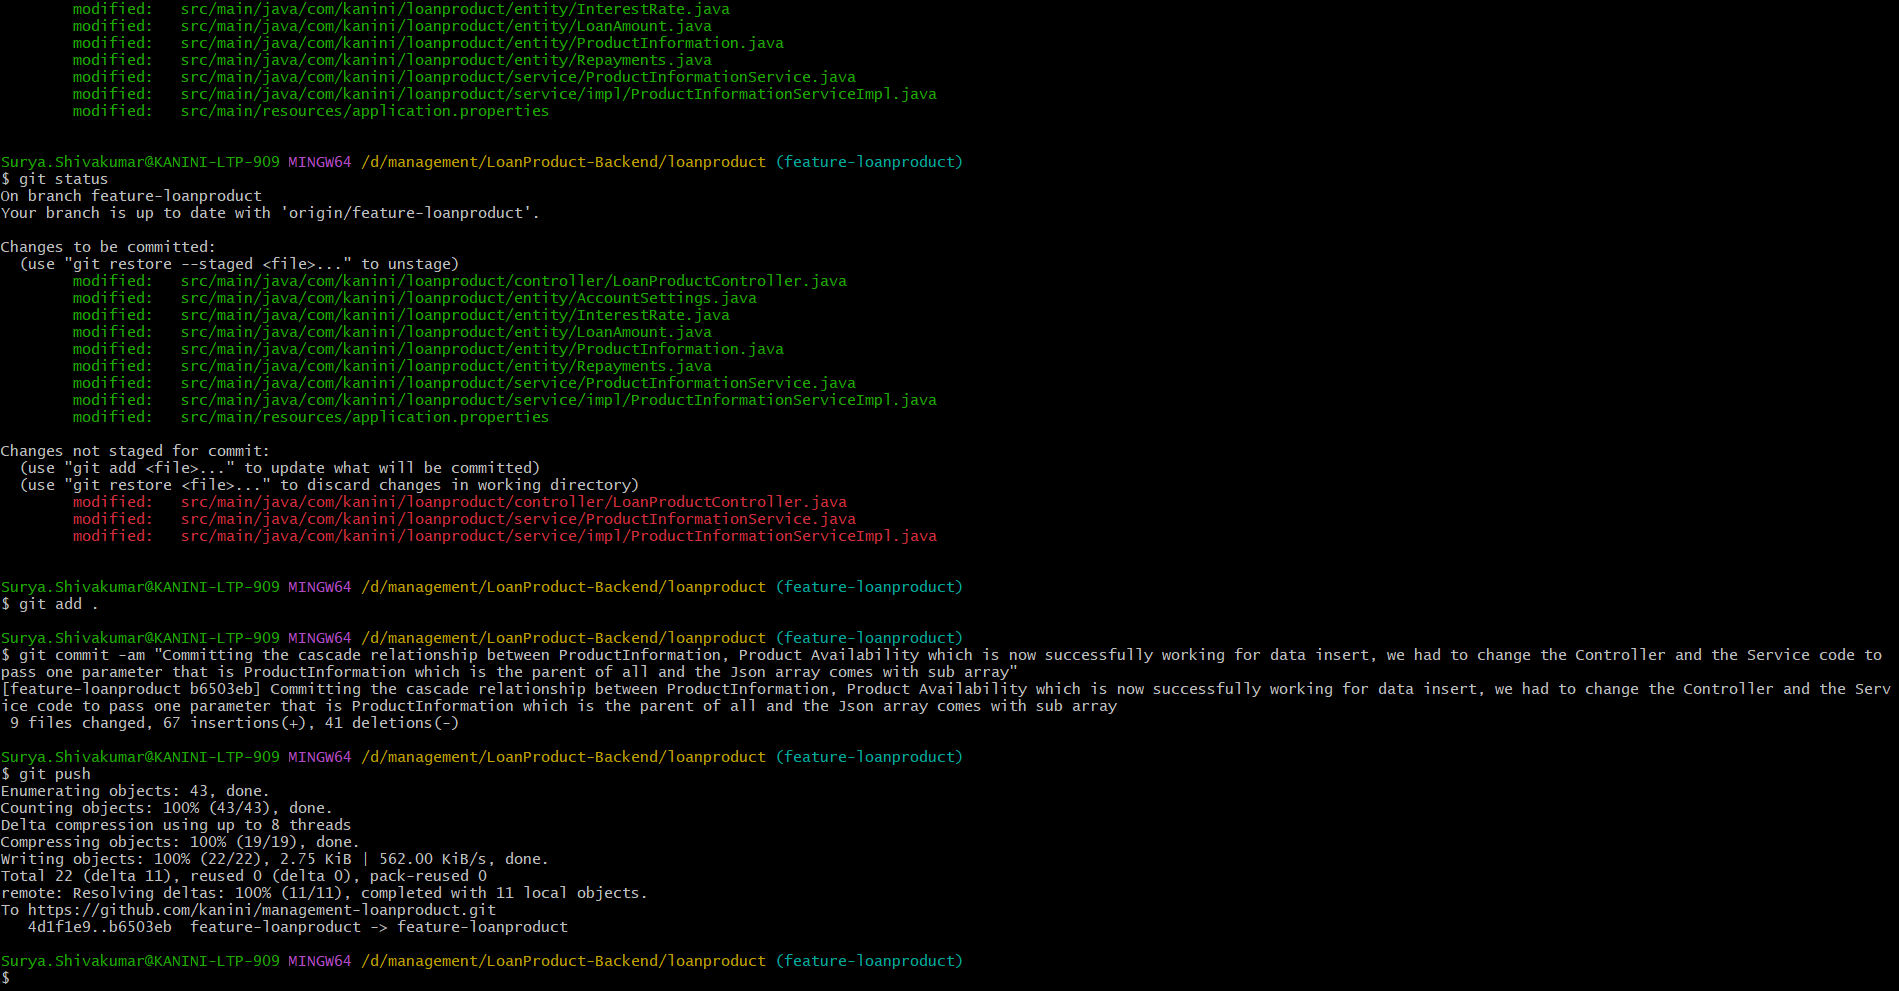 modified:   src/main/java/com/kanini/loanproduct/entity/InterestRate.java
modified:   src/main/java/com/kanini/loanproduct/entity/LoanAmount.java
modified:   src/main/java/com/kanini/loanproduct/entity/ProductInformation.java
modified:   src/main/java/com/kanini/loanproduct/entity/Repayments.java
modified:   src/main/java/com/kanini/loanproduct/service/ProductInformationService.java
modified:   src/main/java/com/kanini/loanproduct/service/impl/ProductInformationServiceImpl.java
modified:   src/main/resources/application.properties
Surya.Shivakumar@KANINI-LTP-909 MINGW64 /d/management/LoanProduct-Backend/loanproduct (feature-loanproduct)
$ git status
On branch feature-loanproduct
Your branch is up to date with 'origin/feature-loanproduct'.
Changes to be committed:
(use "git restore --staged <file>..." to unstage)
modified:   src/main/java/com/kanini/loanproduct/controller/LoanProductController.java
modified:   src/main/java/com/kanini/loanproduct/entity/AccountSettings.java
modified:   src/main/java/com/kanini/loanproduct/entity/InterestRate.java
modified:   src/main/java/com/kanini/loanproduct/entity/LoanAmount.java
modified:   src/main/java/com/kanini/loanproduct/entity/ProductInformation.java
modified:   src/main/java/com/kanini/loanproduct/entity/Repayments.java
modified:   src/main/java/com/kanini/loanproduct/service/ProductInformationService.java
modified:   src/main/java/com/kanini/loanproduct/service/impl/ProductInformationServiceImpl.java
modified:   src/main/resources/application.properties
Changes not staged for commit:
(use "git add <file>..." to update what will be committed)
(use "git restore <file>..." to discard changes in working directory)
modified:   src/main/java/com/kanini/loanproduct/controller/LoanProductController.java
modified:   src/main/java/com/kanini/loanproduct/service/ProductInformationService.java
modified:   src/main/java/com/kanini/loanproduct/service/impl/ProductInformationServiceImpl.java
Surya.Shivakumar@KANINI-LTP-909 MINGW64 /d/management/LoanProduct-Backend/loanproduct (feature-loanproduct)
$ git add .
Surya.Shivakumar@KANINI-LTP-909 MINGW64 /d/management/LoanProduct-Backend/loanproduct (feature-loanproduct)
$ git commit -am "Committing the cascade relationship between ProductInformation, Product Availability which is now successfully working for data insert, we had to change the Controller and the Service code to
pass one parameter that is ProductInformation which is the parent of all and the Json array comes with sub array"
[feature-loanproduct b6503eb] Committing the cascade relationship between ProductInformation, Product Availability which is now successfully working for data insert, we had to change the Controller and the Serv
ice code to pass one parameter that is ProductInformation which is the parent of all and the Json array comes with sub array
9 files changed, 67 insertions(+), 41 deletions(-)
Surya.Shivakumar@KANINI-LTP-909 MINGW64 /d/management/LoanProduct-Backend/loanproduct (feature-loanproduct)
$ git push
Enumerating objects: 43, done.
Counting objects: 100% (43/43), done.
Delta compression using up to 8 threads
Compressing objects: 100% (19/19), done.
Writing objects: 100% (22/22), 2.75 KiB | 562.00 KiB/s, done.
Total 22 (delta 11), reused 0 (delta 0), pack-reused 0
remote: Resolving deltas: 100% (11/11), completed with 11 local objects.
To https://github.com/kanini/management-loanproduct.git
4d1f1e9..b6503eb  feature-loanproduct -> feature-loanproduct
Surya.Shivakumar@KANINI-LTP-909 MINGW64 /d/management/LoanProduct-Backend/loanproduct (feature-loanproduct)
$